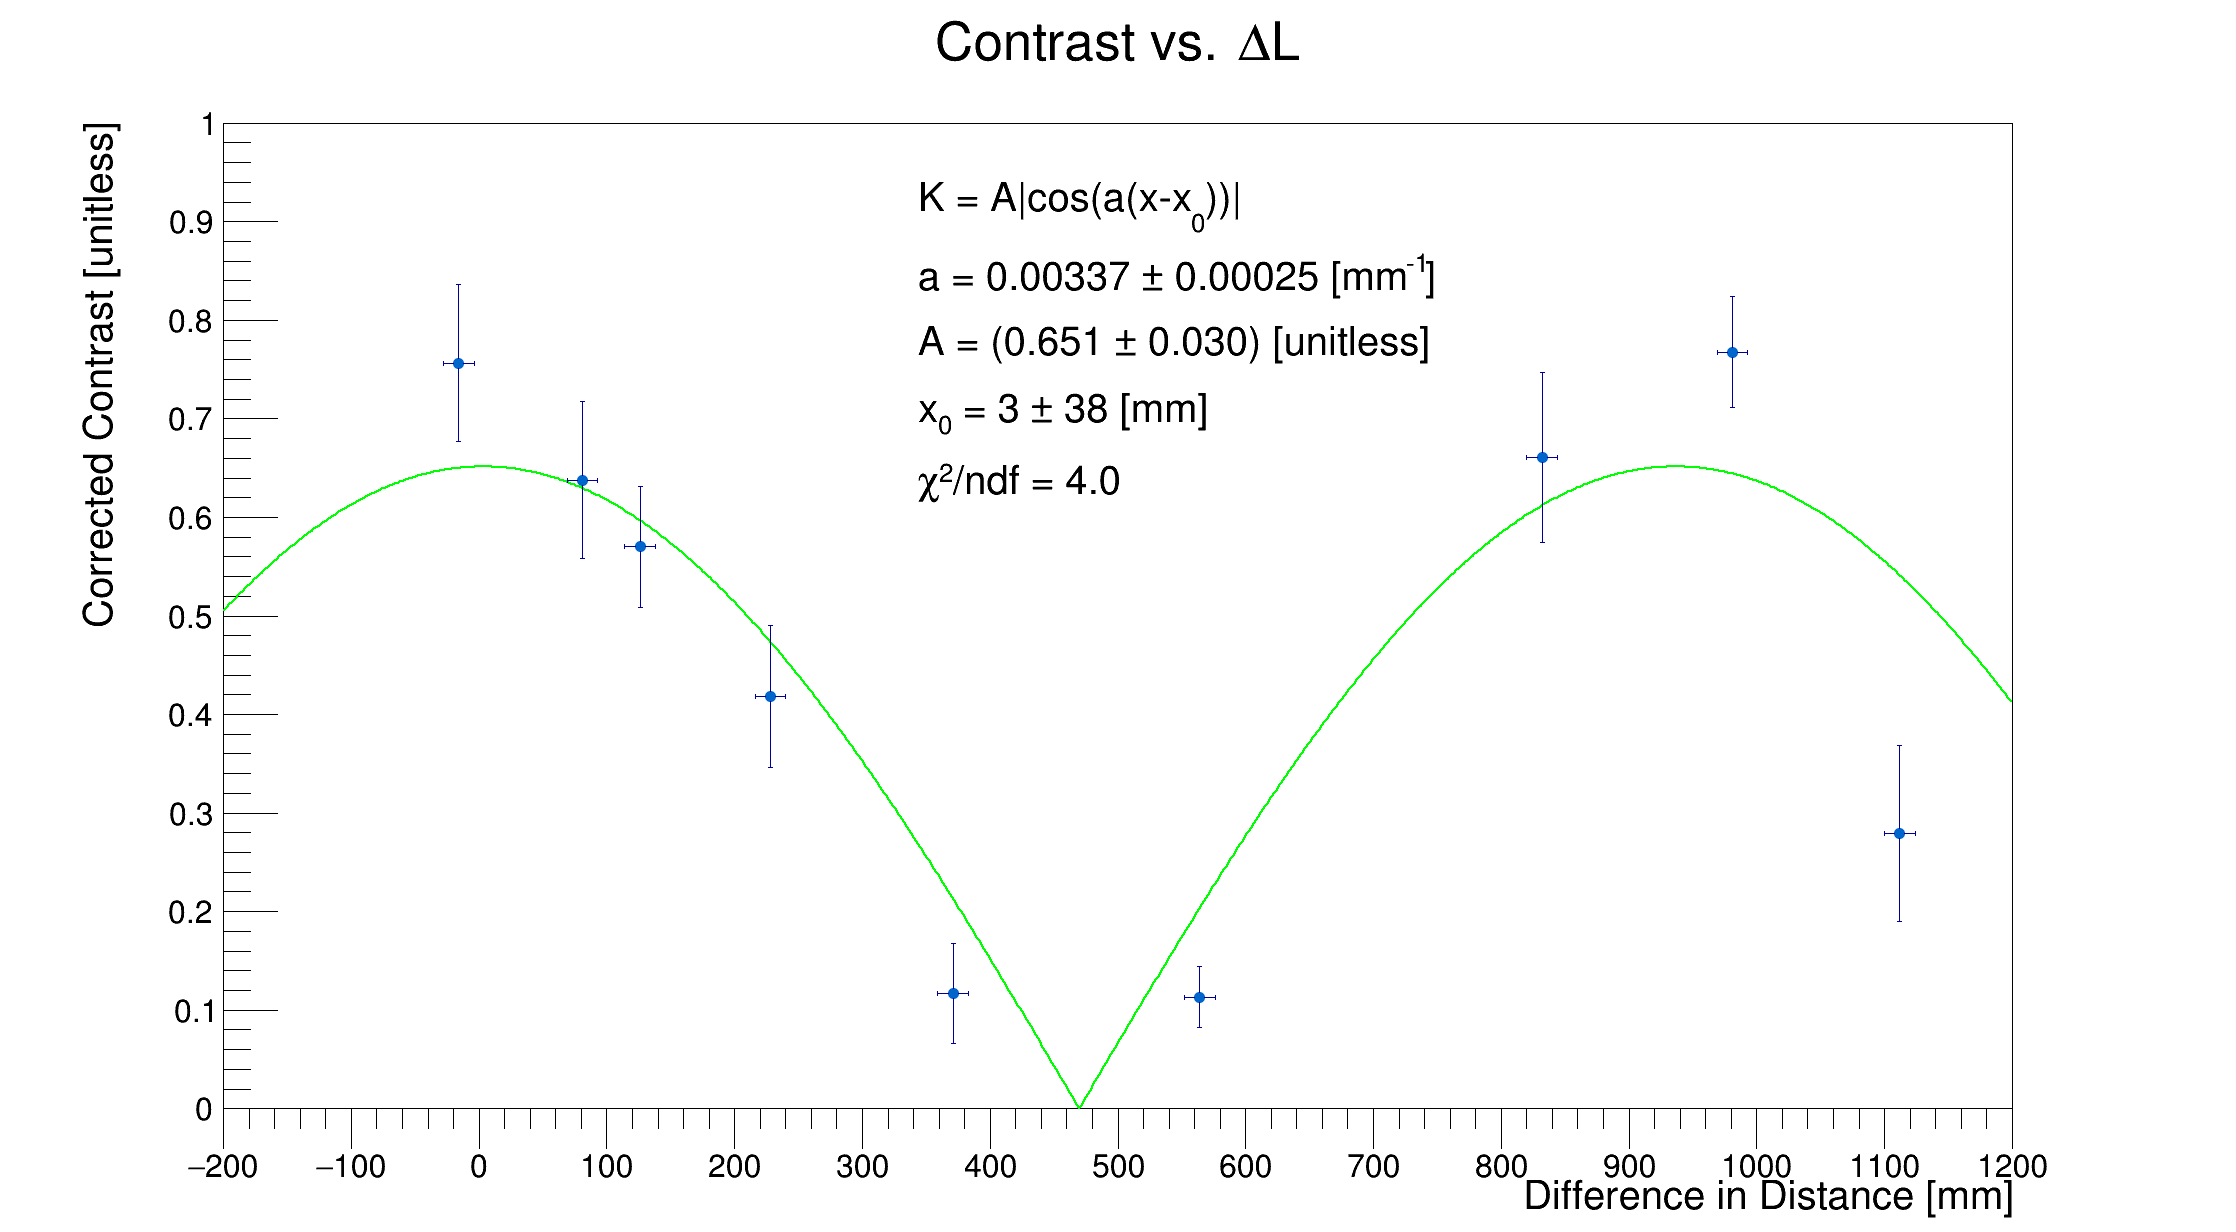 Contrast vs. ΔL
Corrected Contrast [unitless]
1
0.9
0.8
0.7
0.6
0.5
0.4
0.3
0.2
0.1
0
K = A|cos(a(x-x₀))|
a = 0.00337 ± 0.00025 [mm⁻¹]
A = (0.651 ± 0.030) [unitless]
x₀ = 3 ± 38 [mm]
χ²/ndf = 4.0
−200 −100 0 100 200 300 400 500 600 700 800 900 1000 1100 1200
Difference in Distance [mm]